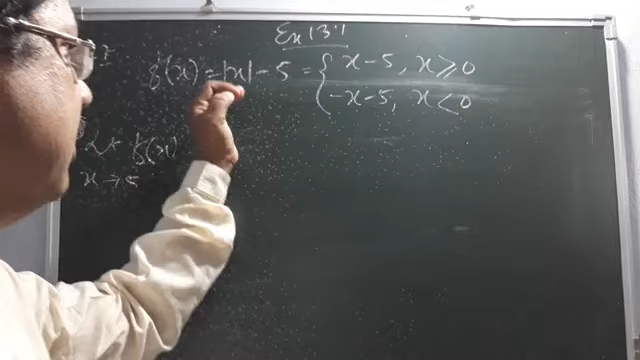 Ex 13.1
f(x) = |x| - 5 = { x - 5, x ≥ 0
-x - 5, x < 0
Lt f(x)
x → 5